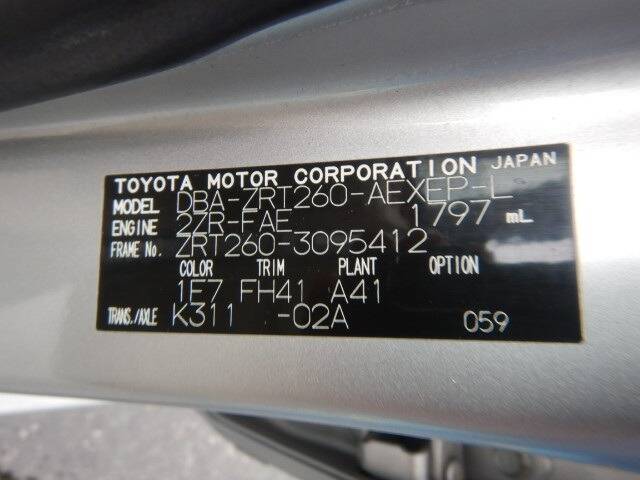 TOYOTA MOTOR CORPORATION JAPAN
MODEL DBA-ZRT260-AEXEP-L
ENGINE 2ZR-FAE 1797 mL
FRAME No. ZRT260-3095412
COLOR TRIM PLANT OPTION
1F7 FH41 A41
TRANS./AXLE K311 -02A 059